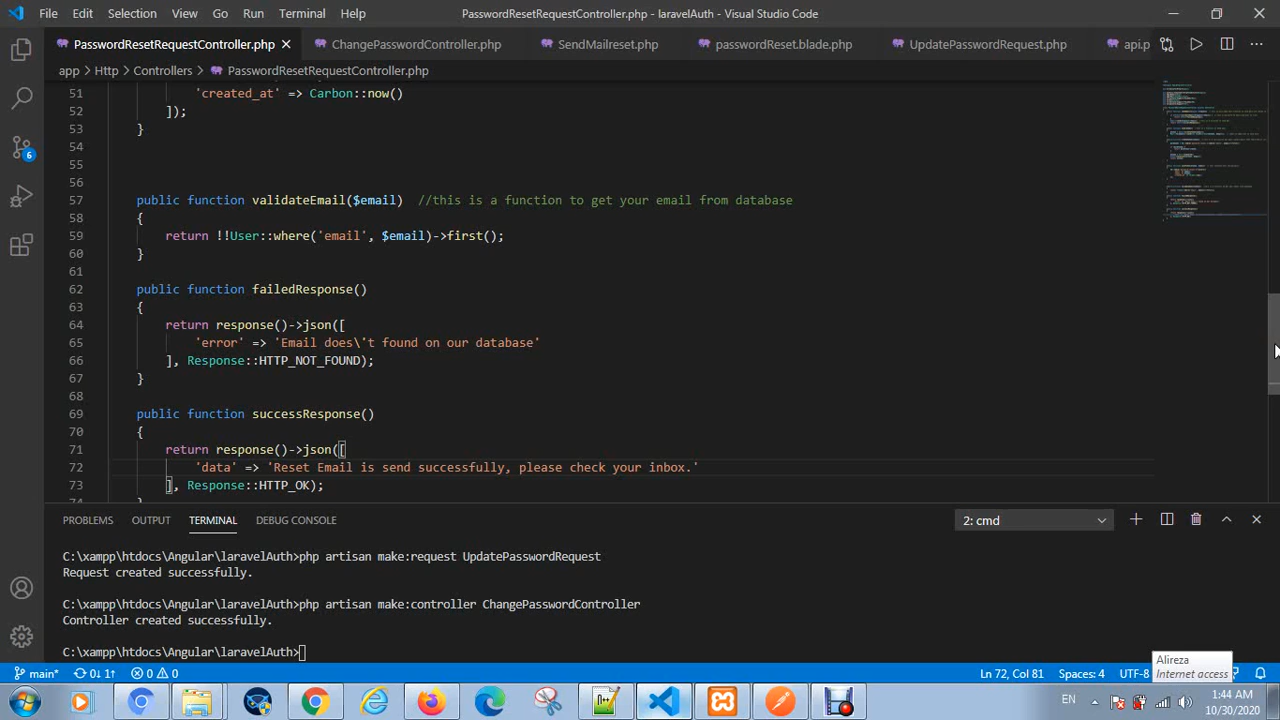 File Edit Selection View Go Run Terminal Help PasswordResetRequestController.php - laravelAuth - Visual Studio Code
PasswordResetRequestController.php ChangePasswordController.php SendMailreset.php passwordReset.blade.php UpdatePasswordRequest.php api.p
app > Http > Controllers > PasswordResetRequestController.php
51 'created_at' => Carbon::now()
52 ]);
53 }
54
55
56
57 public function validateEmail($email) //this is a function to get your email from database
58 {
59 return !!User::where('email', $email)->first();
60 }
61
62 public function failedResponse()
63 {
64 return response()->json([
65 'error' => 'Email does\'t found on our database'
66 ], Response::HTTP_NOT_FOUND);
67 }
68
69 public function successResponse()
70 {
71 return response()->json([
72 'data' => 'Reset Email is send successfully, please check your inbox.'
73 ], Response::HTTP_OK);
74 }
PROBLEMS OUTPUT TERMINAL DEBUG CONSOLE 2: cmd
C:\xampp\htdocs\Angular\laravelAuth>php artisan make:request UpdatePasswordRequest
Request created successfully.
C:\xampp\htdocs\Angular\laravelAuth>php artisan make:controller ChangePasswordController
Controller created successfully.
C:\xampp\htdocs\Angular\laravelAuth>
6
Alireza
Internet access
main* 0↓ 1↑ 0 0 Ln 72, Col 81 Spaces: 4 UTF-8
EN 1:44 AM
10/30/2020